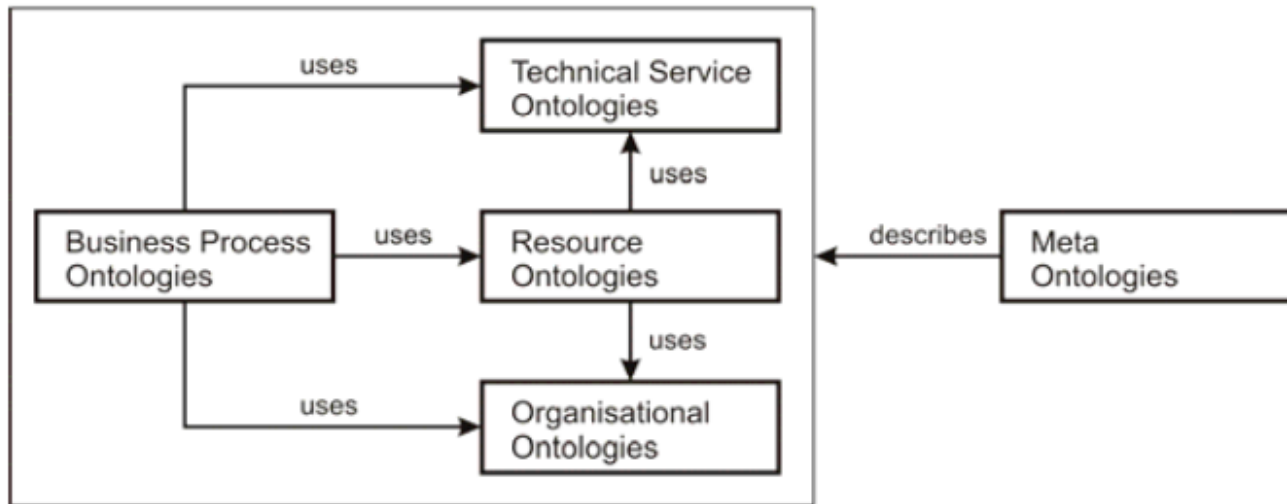 uses
Technical Service
Ontologies
uses
Business Process
Ontologies
uses
Resource
Ontologies
describes
Meta
Ontologies
uses
uses
Organisational
Ontologies